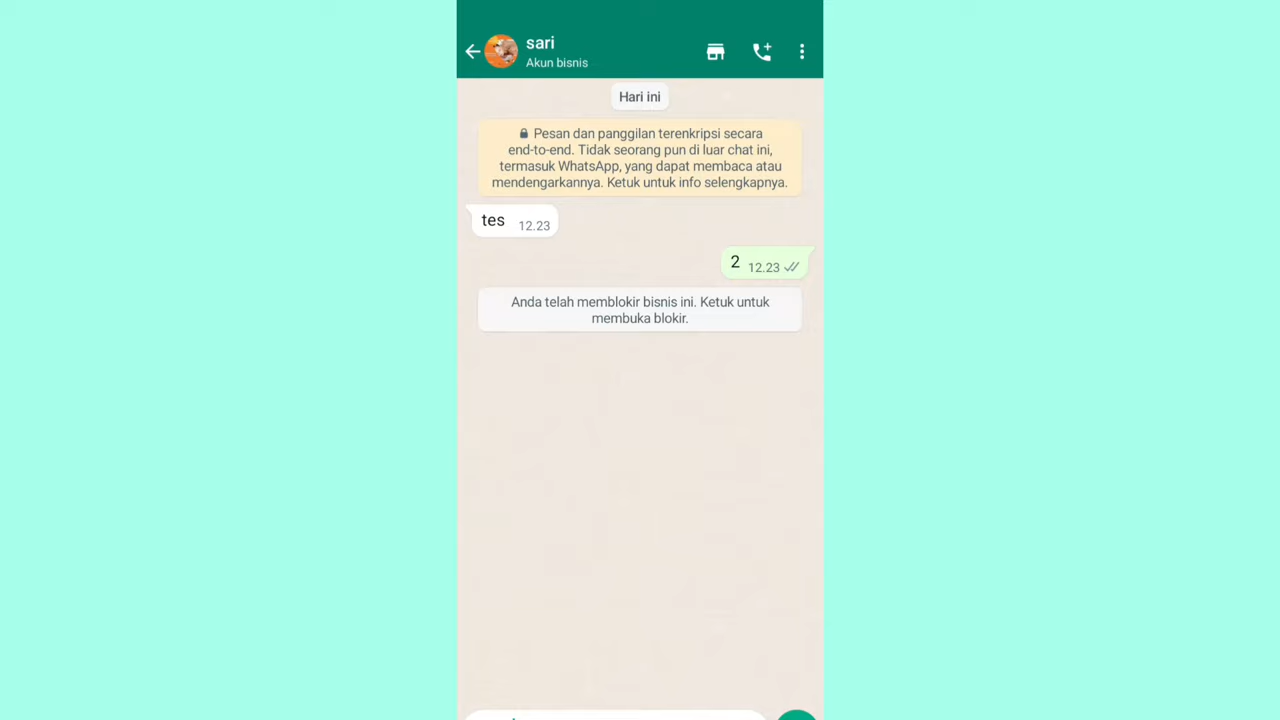 sari
Akun bisnis
Hari ini
Pesan dan panggilan terenkripsi secara
end-to-end. Tidak seorang pun di luar chat ini,
termasuk WhatsApp, yang dapat membaca atau
mendengarkannya. Ketuk untuk info selengkapnya.
tes 12.23
2 12.23
Anda telah memblokir bisnis ini. Ketuk untuk
membuka blokir.